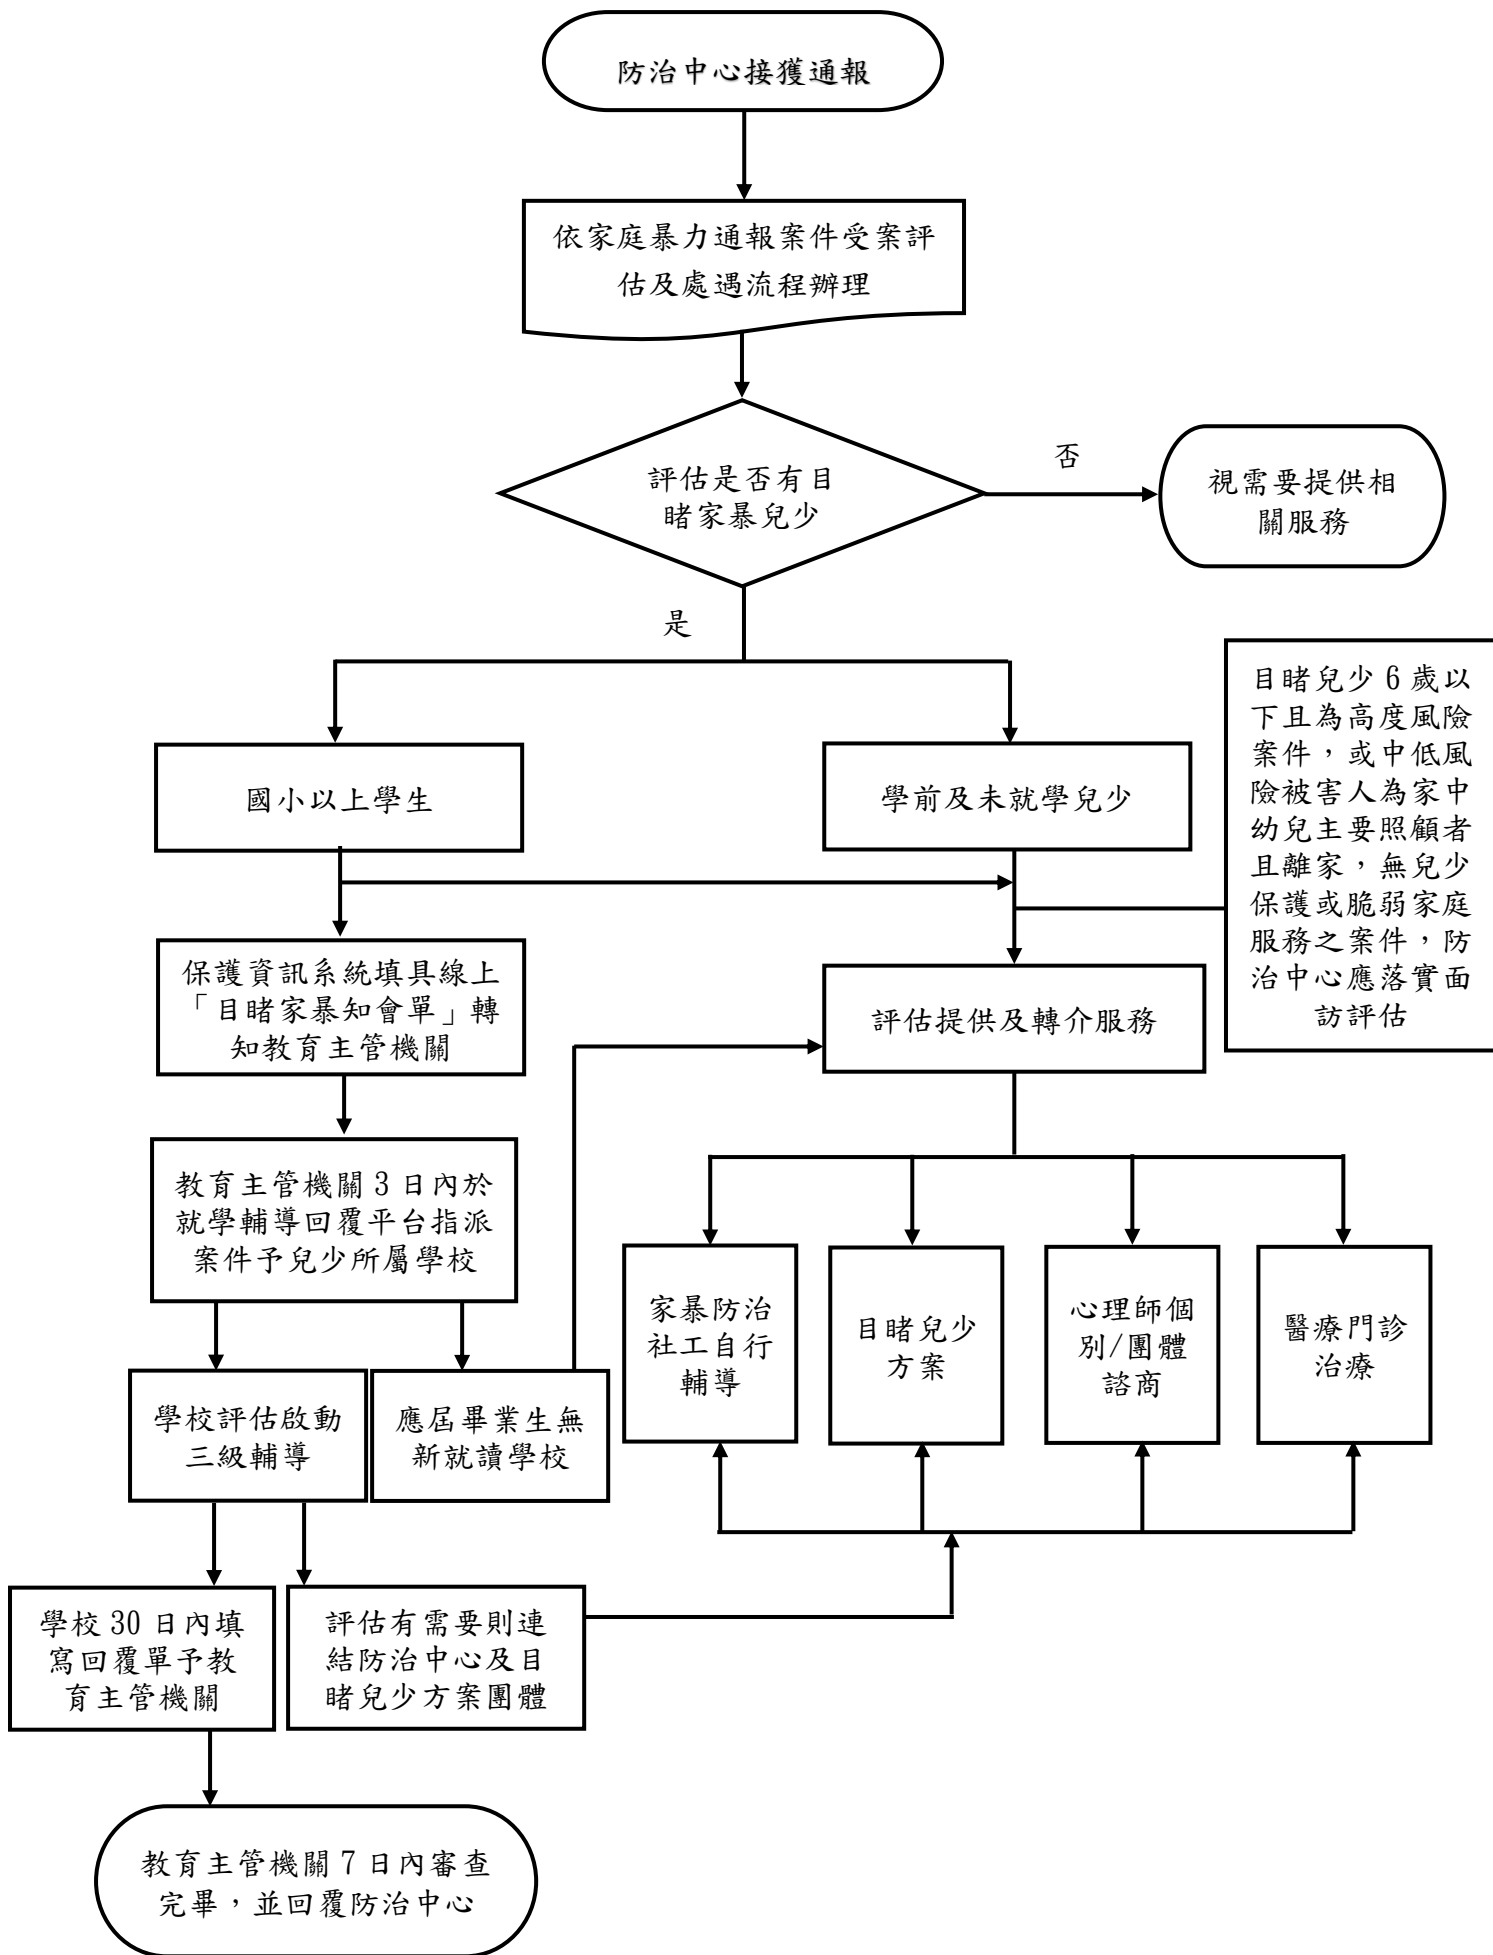 防治中心接獲通報
依家庭暴力通報案件受案評
估及處遇流程辦理
評估是否有目
睹家暴兒少
否
視需要提供相
關服務
是
國小以上學生
學前及未就學兒少
目睹兒少 6 歲以
下且為高度風險
案件，或中低風
險被害人為家中
幼兒主要照顧者
且離家，無兒少
保護或脆弱家庭
服務之案件，防
治中心應落實面
訪評估
保護資訊系統填具線上
「目睹家暴知會單」轉
知教育主管機關
評估提供及轉介服務
教育主管機關 3 日內於
就學輔導回覆平台指派
案件予兒少所屬學校
家暴防治
社工自行
輔導
目睹兒少
方案
心理師個
別/團體
諮商
醫療門診
治療
學校評估啟動
三級輔導
應屆畢業生無
新就讀學校
學校 30 日內填
寫回覆單予教
育主管機關
評估有需要則連
結防治中心及目
睹兒少方案團體
教育主管機關 7 日內審查
完畢，並回覆防治中心